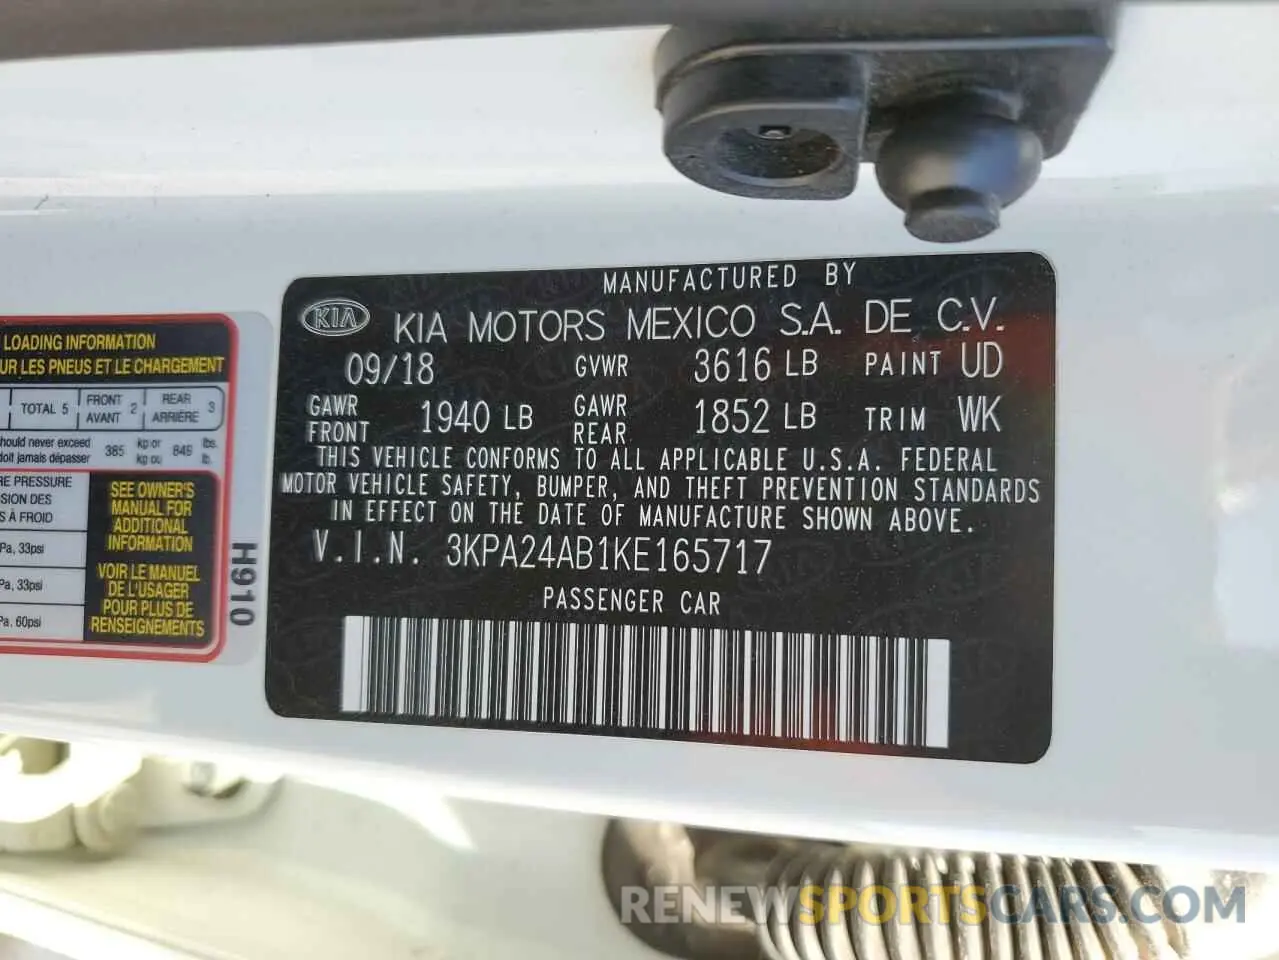 MANUFACTURED BY
KIA
KIA MOTORS MEXICO S.A. DE C.V.
09/18 GVWR 3616 LB PAINT UD
GAWR FRONT 1940 LB GAWR REAR 1852 LB TRIM WK
THIS VEHICLE CONFORMS TO ALL APPLICABLE U.S.A. FEDERAL
MOTOR VEHICLE SAFETY, BUMPER, AND THEFT PREVENTION STANDARDS
IN EFFECT ON THE DATE OF MANUFACTURE SHOWN ABOVE.
V.I.N. 3KPA24AB1KE165717
PASSENGER CAR
LOADING INFORMATION
UR LES PNEUS ET LE CHARGEMENT
TOTAL 5 FRONT AVANT 2 REAR ARRIÈRE 3
hould never exceed
doit jamais dépasser 385 kg or kg ou 849 lbs. lb.
RE PRESSURE
SION DES
S À FROID
Pa, 33psi
Pa, 33psi
Pa. 60psi
SEE OWNER'S
MANUAL FOR
ADDITIONAL
INFORMATION
VOIR LE MANUEL
DE L'USAGER
POUR PLUS DE
RENSEIGNEMENTS
H910
RENEWSPORTSCARS.COM